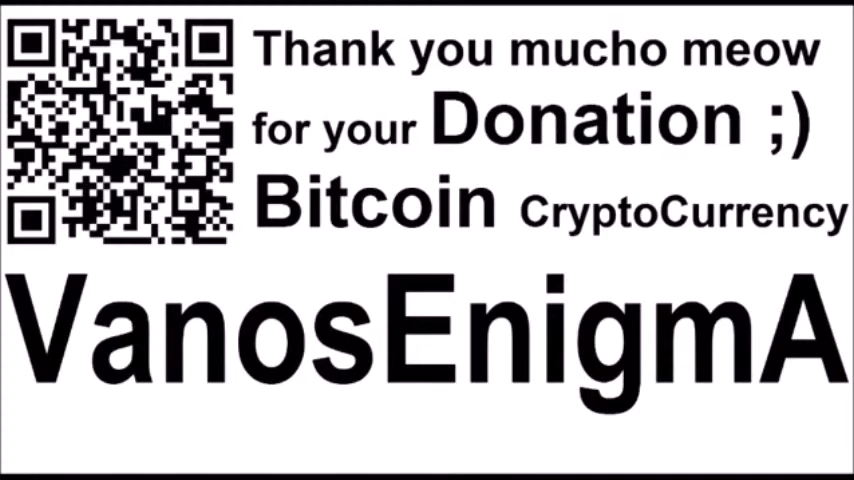 Thank you mucho meow
for your Donation ;)
Bitcoin CryptoCurrency
VanosEnigmA